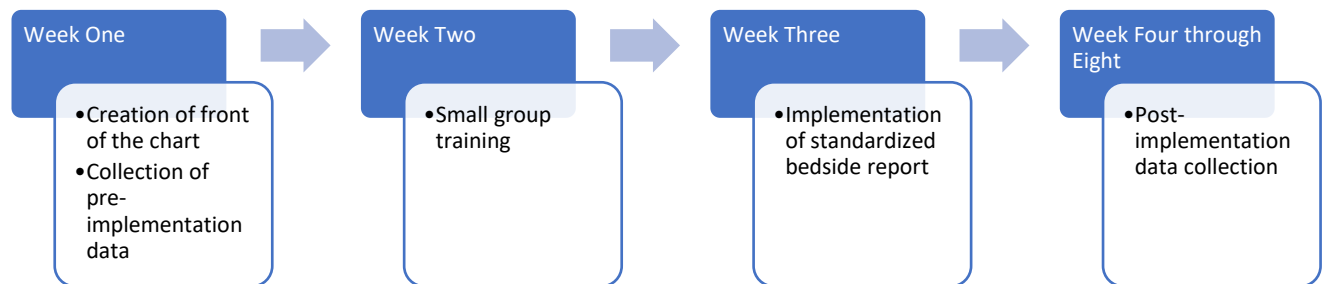 Week One
•Creation of front
of the chart
•Collection of
pre-
implementation
data
Week Two
•Small group
training
Week Three
•Implementation
of standardized
bedside report
Week Four through
Eight
•Post-
implementation
data collection